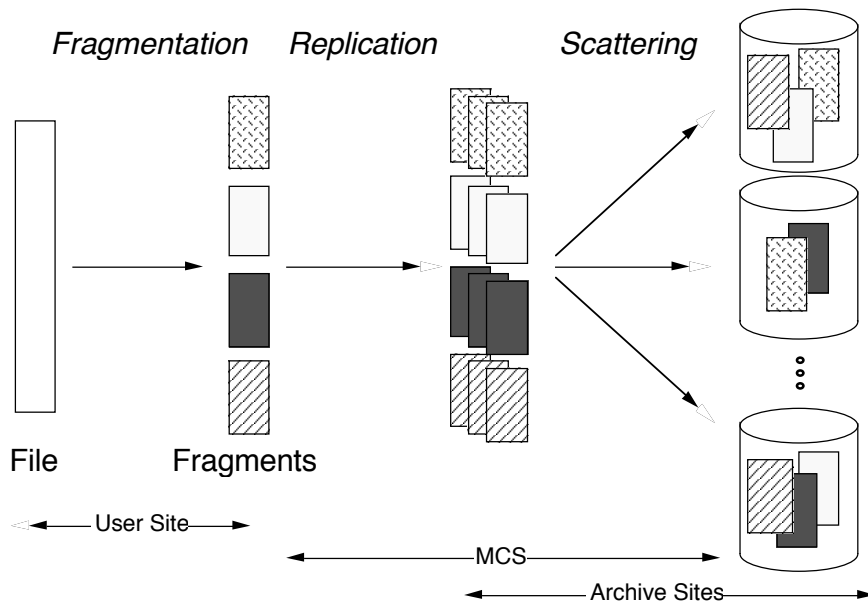 Fragmentation Replication Scattering
File Fragments
User Site
MCS
Archive Sites